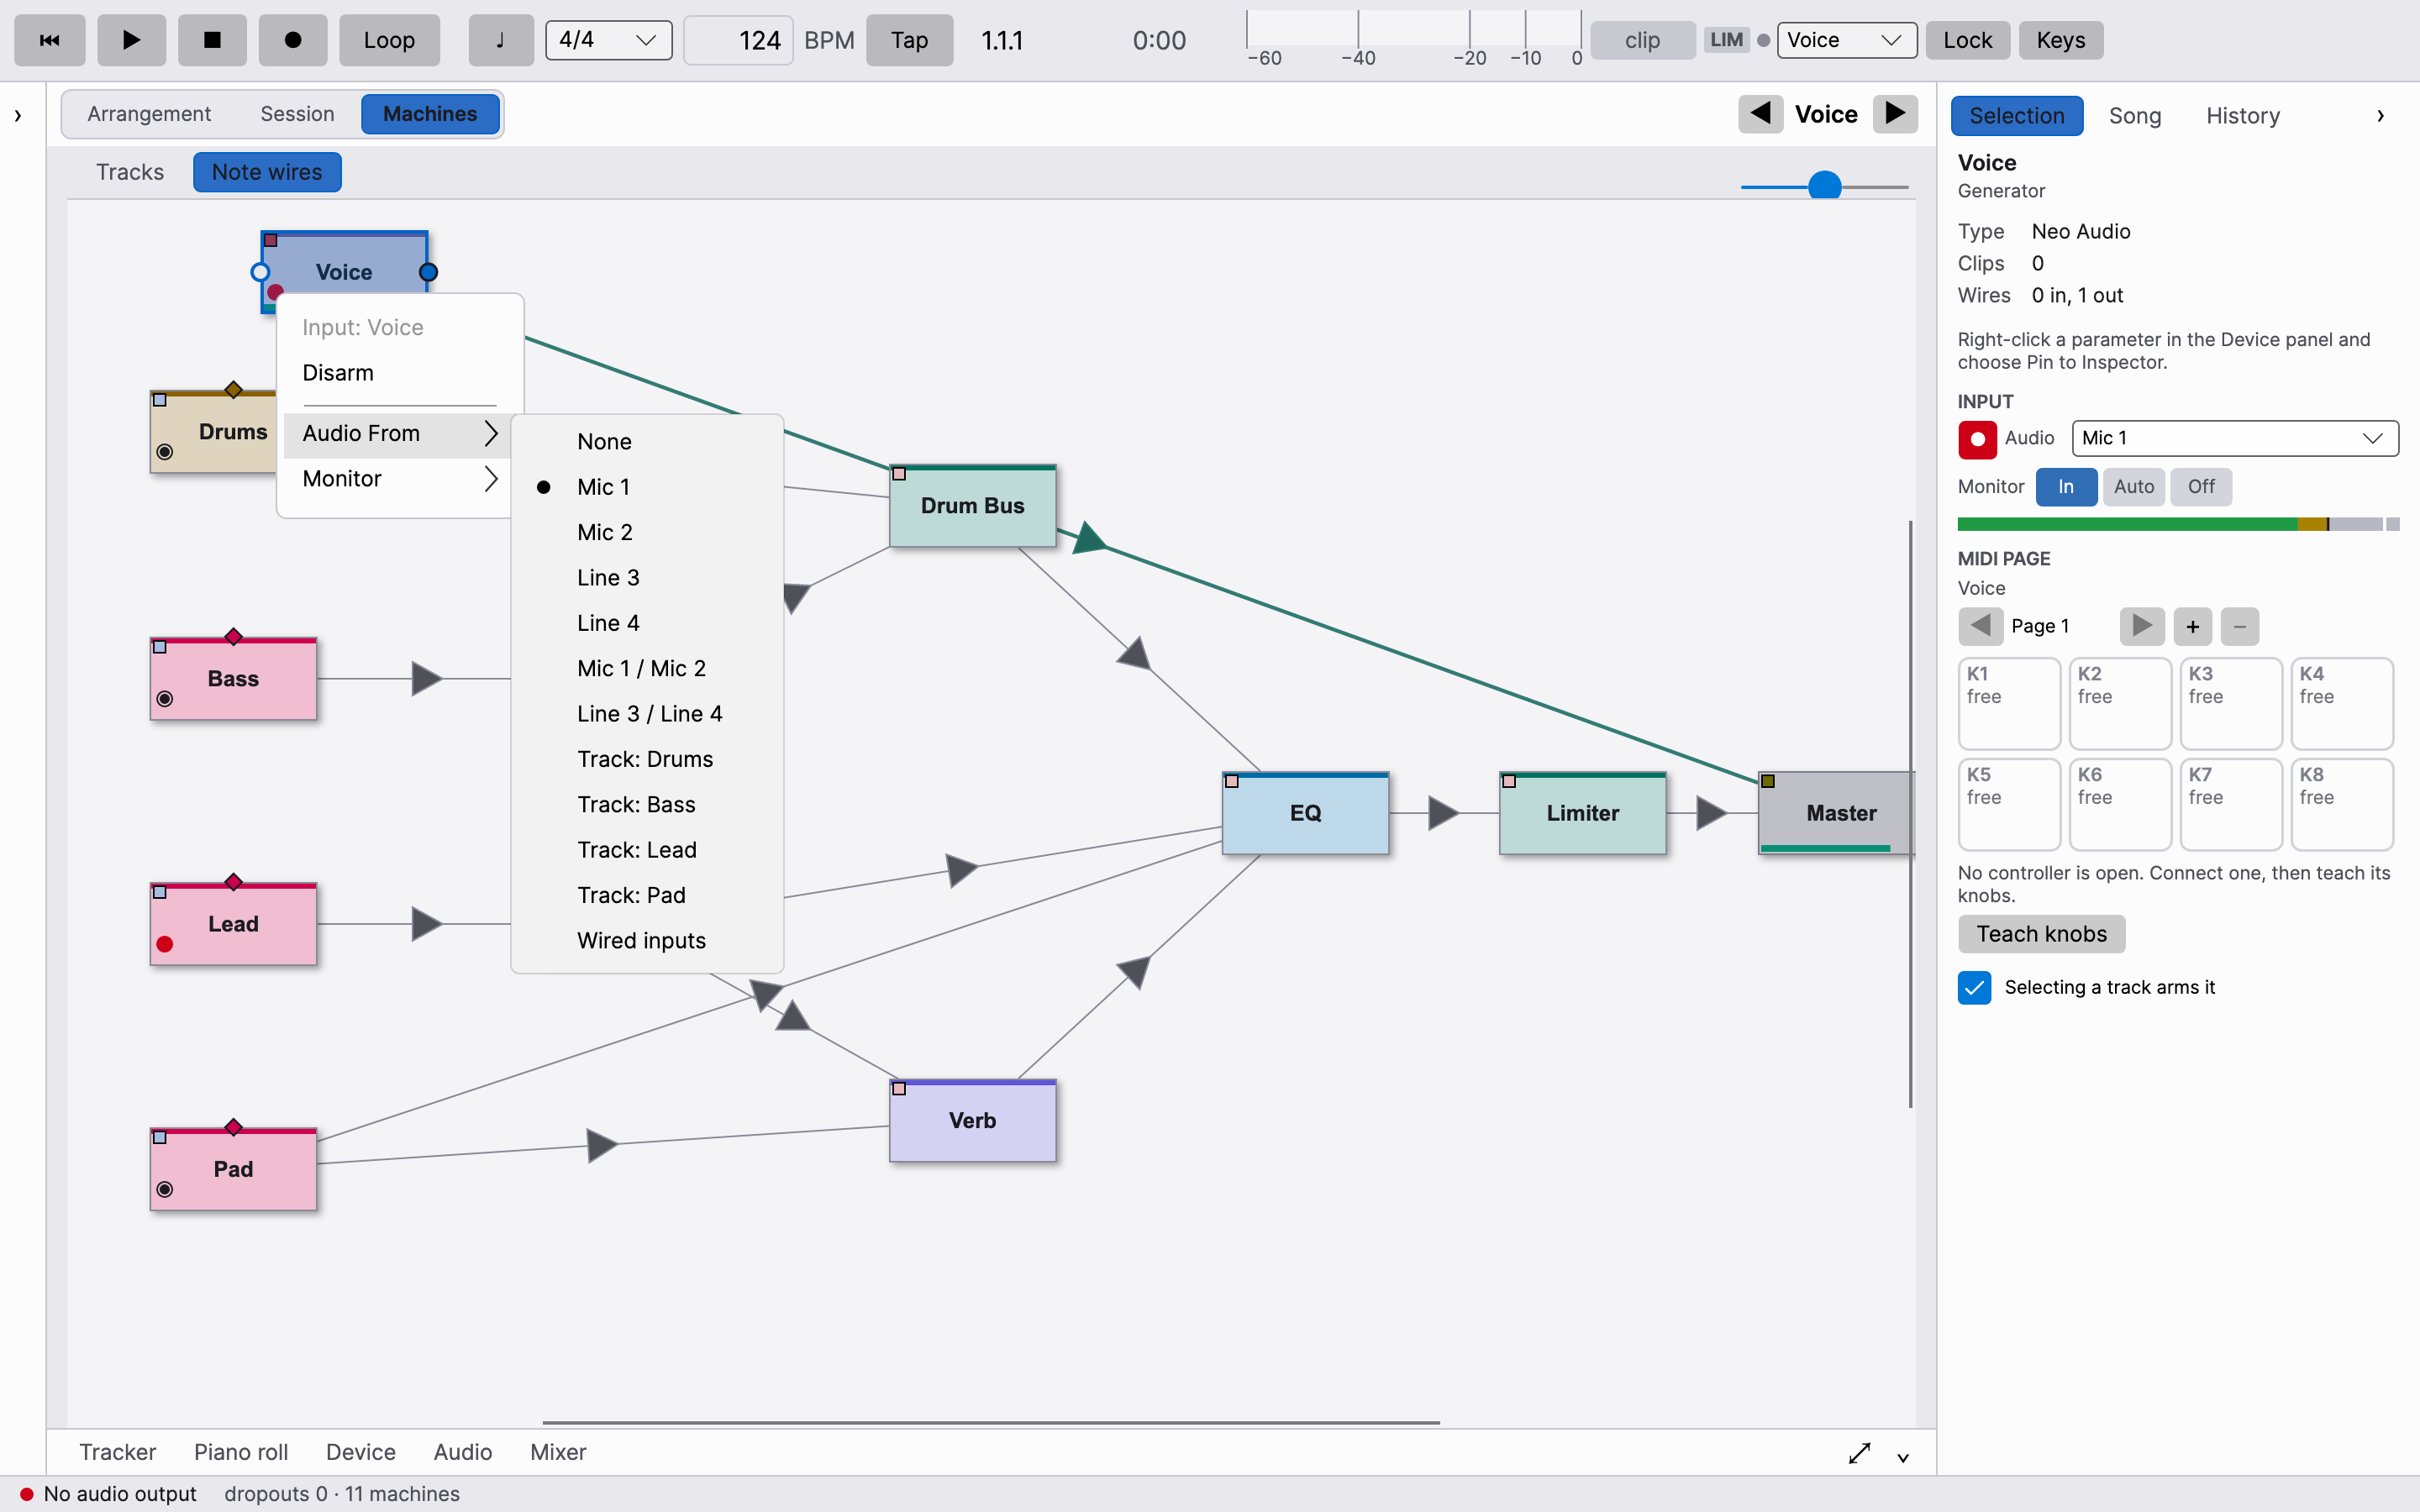 Loop
4/4
124
BPM
Tap
1.1.1
0:00
−60
−40
−20
−10
0
clip
LIM
Voice
Lock
Keys
Arrangement
Session
Machines
Voice
Selection
Song
History
Tracks
Note wires
Voice
Generator
Type Neo Audio
Clips 0
Wires 0 in, 1 out
Right-click a parameter in the Device panel and
choose Pin to Inspector.
INPUT
Audio
Mic 1
Monitor
In
Auto
Off
MIDI PAGE
Voice
Page 1
K1
free
K2
free
K3
free
K4
free
K5
free
K6
free
K7
free
K8
free
No controller is open. Connect one, then teach its
knobs.
Teach knobs
Selecting a track arms it
Voice
Input: Voice
Disarm
Audio From
Monitor
None
Mic 1
Mic 2
Line 3
Line 4
Mic 1 / Mic 2
Line 3 / Line 4
Track: Drums
Track: Bass
Track: Lead
Track: Pad
Wired inputs
Drums
Drum Bus
Bass
EQ
Limiter
Master
Lead
Verb
Pad
Tracker
Piano roll
Device
Audio
Mixer
No audio output
dropouts 0 · 11 machines